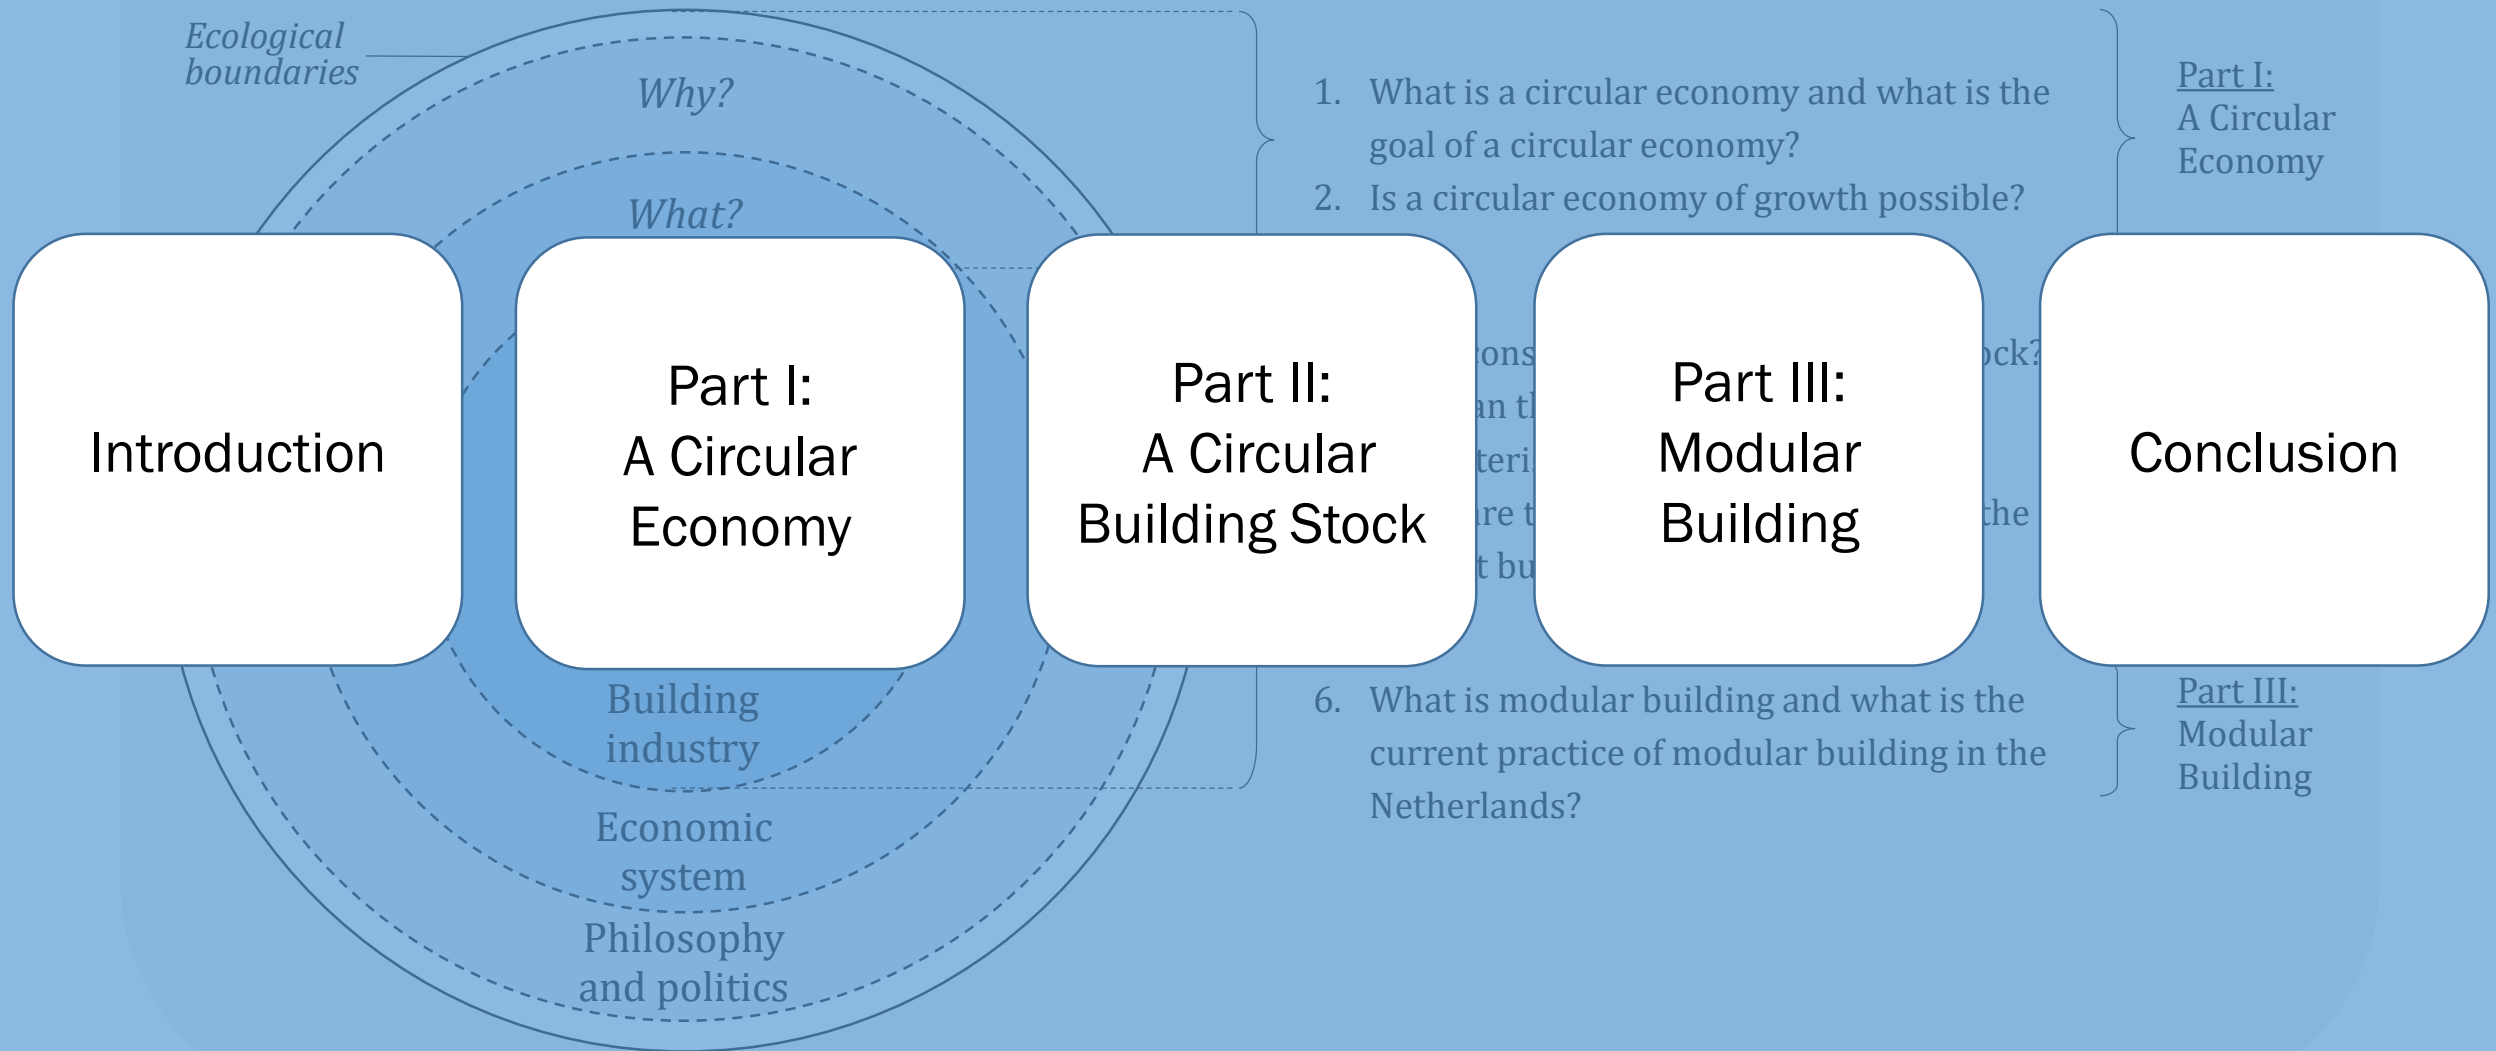 Ecological
boundaries
Why?
What?
1. What is a circular economy and what is the
goal of a circular economy?
2. Is a circular economy of growth possible?
Part I:
A Circular
Economy
Introduction
Part I:
A Circular
Economy
Part II:
A Circular
Building Stock
Part III:
Modular
Building
Conclusion
the
Building
industry
Economic
system
Philosophy
and politics
6. What is modular building and what is the
current practice of modular building in the
Netherlands?
Part III:
Modular
Building